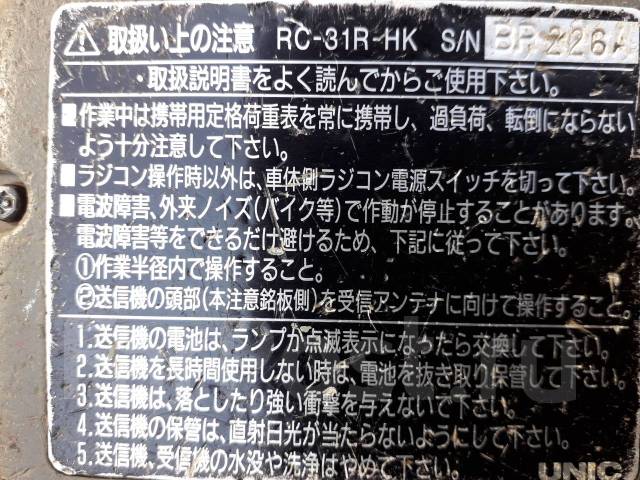 ⚠取扱い上の注意 RC-31R-HK S/N BP226A
・取扱説明書をよく読んでからご使用下さい。
■作業中は携帯用定格荷重表を常に携帯し、過負荷、転倒にならない
よう十分注意して下さい。
■ラジコン操作時以外は、車体側ラジコン電源スイッチを切って下さい。
■電波障害、外来ノイズ(バイク等)で作動が停止することがあります。
電波障害等をできるだけ避けるため、下記に従って下さい。
①作業半径内で操作すること。
②送信機の頭部(本注意銘板側)を受信アンテナに向けて操作すること。
1.送信機の電池は、ランプが点滅表示になったら交換して下さい。
2.送信機を長時間使用しない時は、電池を抜き取り保管して下さい。
3.送信機は、落としたり強い衝撃を与えないで下さい。
4.送信機の保管は、直射日光が当たらないようにして下さい。
5.送信機、受信機の水没や洗浄はやめて下さい。
UNIC